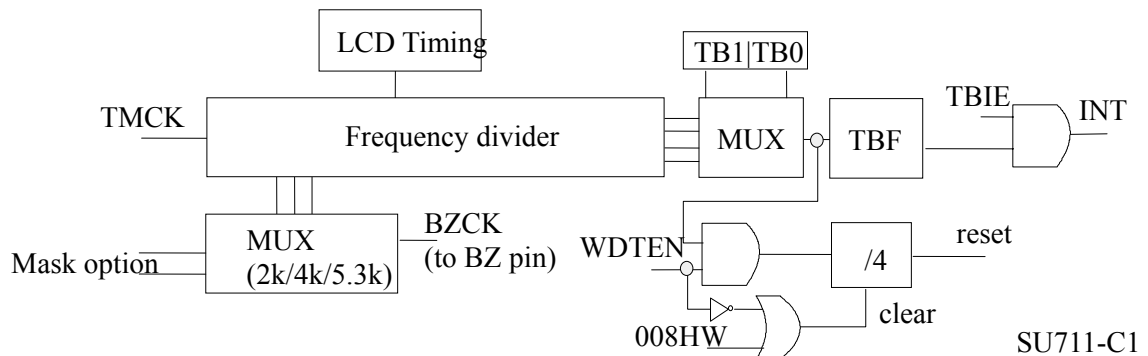 LCD Timing
TB1|TB0
TMCK
Frequency divider
MUX
TBF
TBIE
INT
MUX
(2k/4k/5.3k)
BZCK
(to BZ pin)
Mask option
WDTEN
/4
reset
clear
008HW
SU711-C1